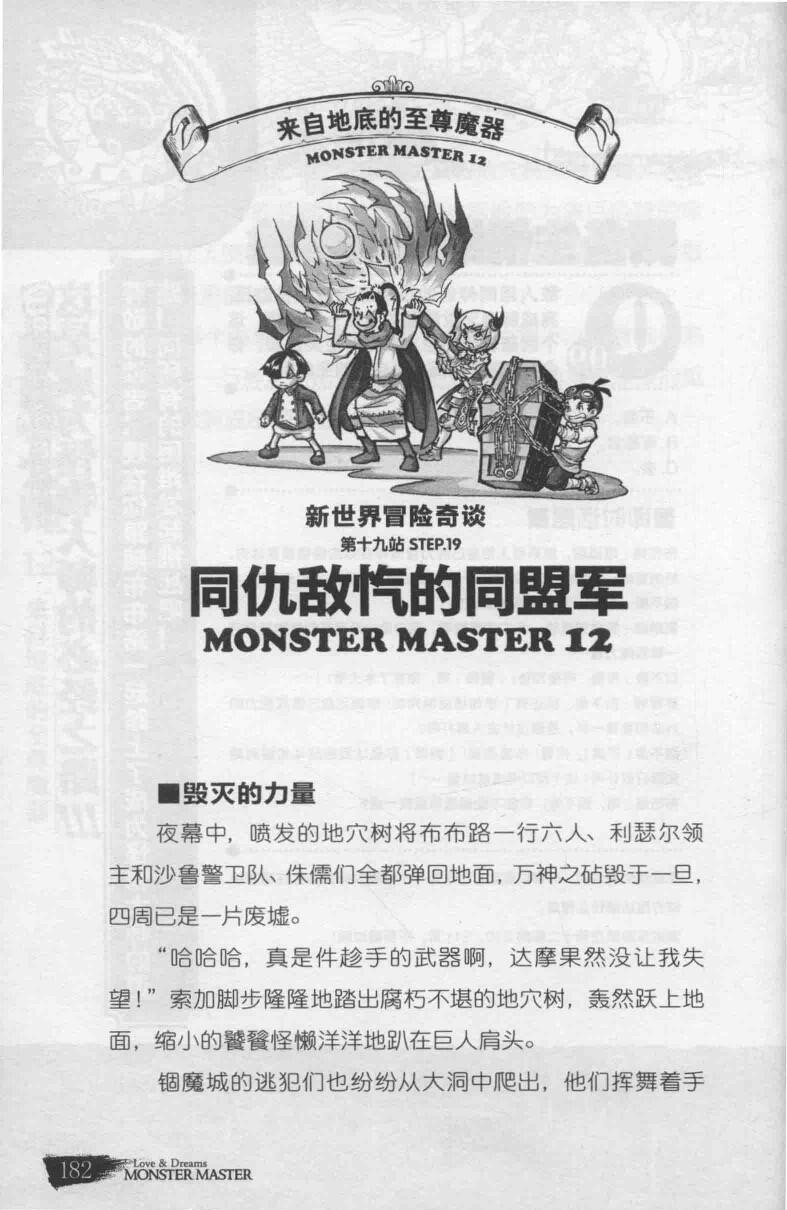 来自地底的至尊魔器
MONSTER MASTER 12
新世界冒险奇谈
第十九站 STEP.19
同仇敌忾的同盟军
MONSTER MASTER 12
■毁灭的力量
夜幕中，喷发的地穴树将布布路一行六人、利瑟尔领
主和沙鲁警卫队、侏儒们全都弹回地面，万神之砧毁于一旦，
四周已是一片废墟。
“哈哈哈，真是件趁手的武器啊，达摩果然没让我失
望！”索加脚步隆隆地踏出腐朽不堪的地穴树，轰然跃上地
面，缩小的饕餮怪懒洋洋地趴在巨人肩头。
锢魔城的逃犯们也纷纷从大洞中爬出，他们挥舞着手
182
Love & Dreams
MONSTER MASTER